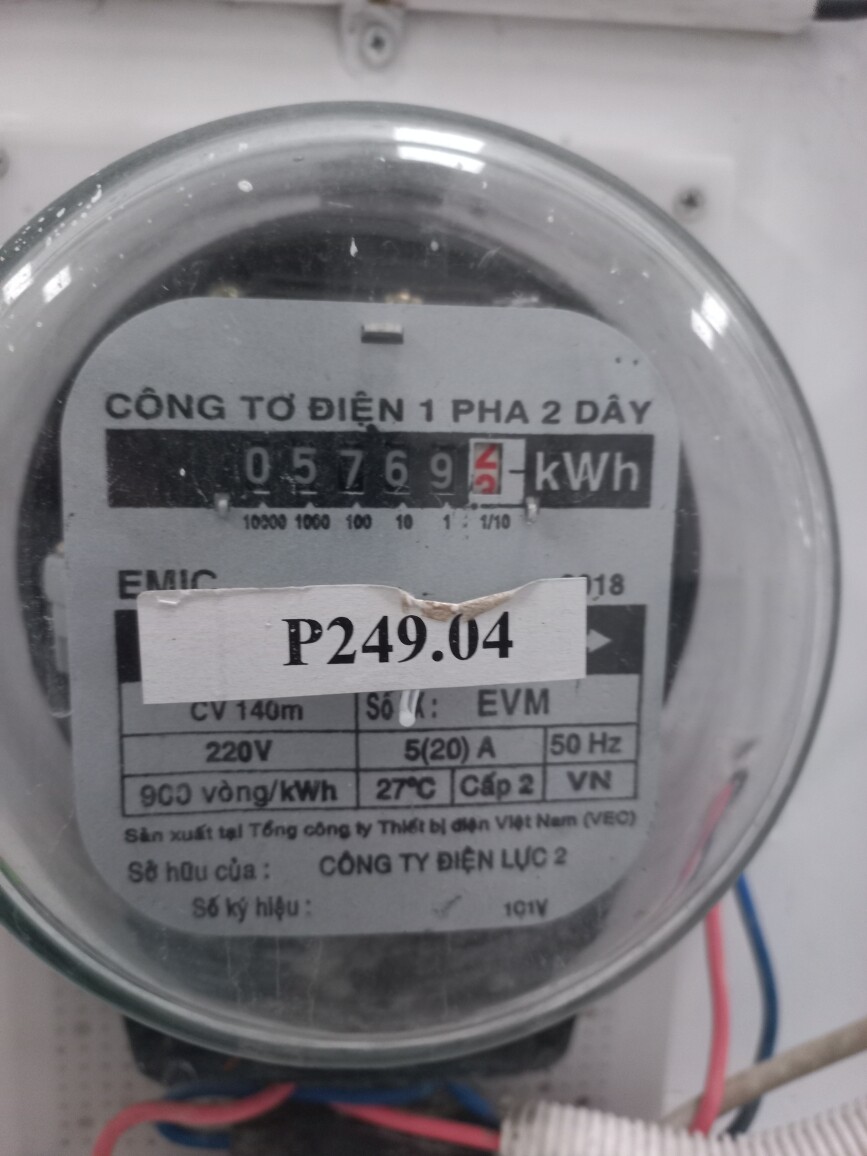 CÔNG TƠ ĐIỆN 1 PHA 2 DÂY
05769 2 kWh
10000 1000 100 10 1 1/10
EMIC
P249.04
CV 140m Số EVM
220V 5(20) A 50 Hz
900 vòng/kWh 27°C Cấp 2 VN
Sản xuất tại Tổng công ty Thiết bị điện Việt Nam (VEC)
Sở hữu của : CÔNG TY ĐIỆN LỰC 2
Số ký hiệu : 1C1V